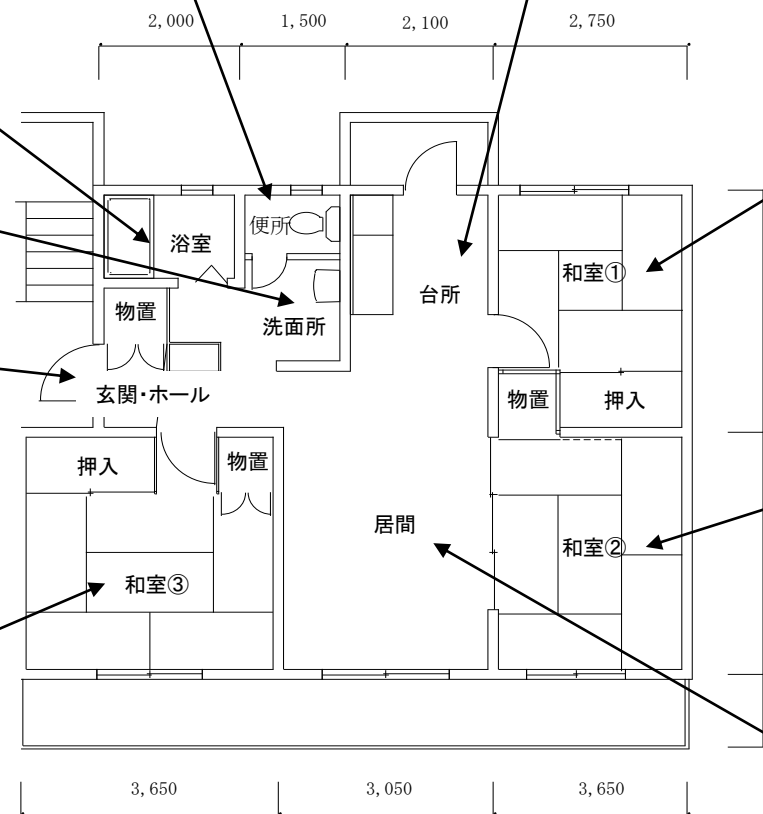 2,000
1,500
2,100
2,750
便所
浴室
和室①
台所
物置
洗面所
玄関・ホール
物置
押入
押入
物置
居間
和室②
和室③
3,650
3,050
3,650